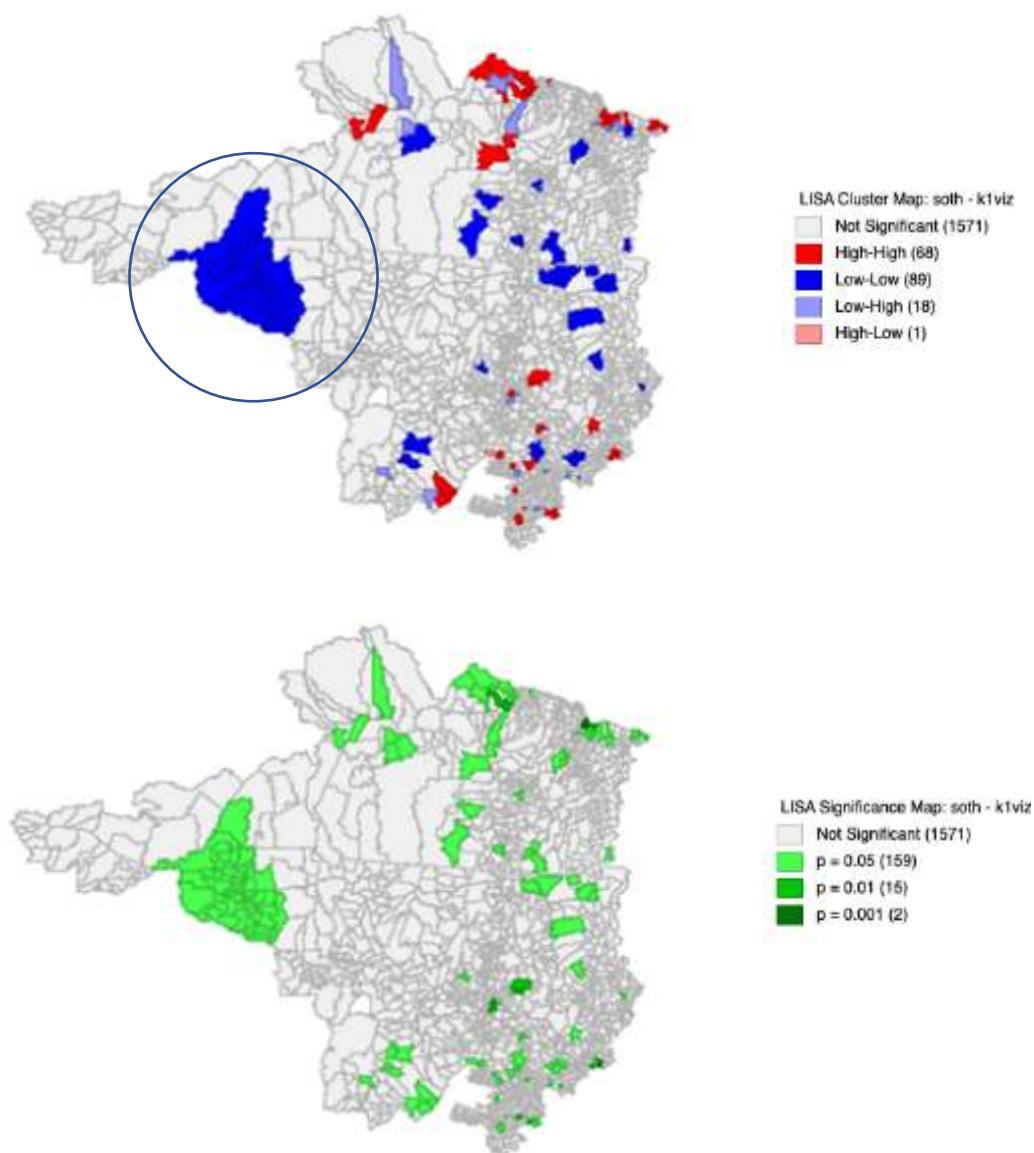 LISA Cluster Map: soth - k1viz
Not Significant (1571)
High-High (68)
Low-Low (89)
Low-High (18)
High-Low (1)
LISA Significance Map: soth - k1viz
Not Significant (1571)
p = 0.05 (159)
p = 0.01 (15)
p = 0.001 (2)